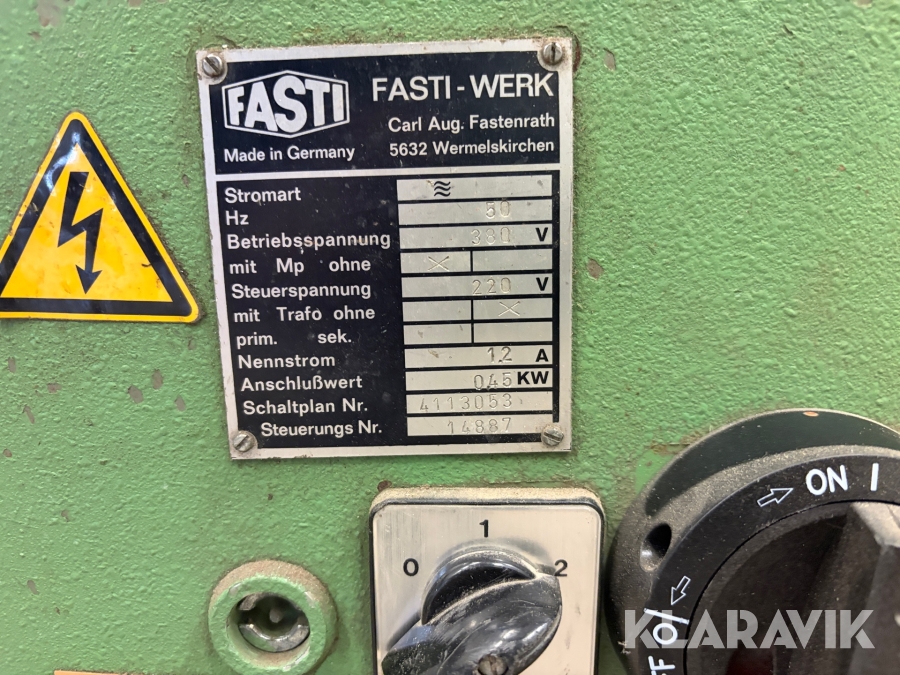 FASTI FASTI-WERK
Carl Aug. Fastenrath
Made in Germany 5632 Wermelskirchen
Stromart ≋
Hz 50
Betriebsspannung 380 V
mit Mp ohne X
Steuerspannung 220 V
mit Trafo ohne X
prim. sek.
Nennstrom 1,2 A
Anschlußwert 0,45 KW
Schaltplan Nr. 4113053
Steuerungs Nr. 14887
ON I
0 1 2
OFF O
KLARAVIK